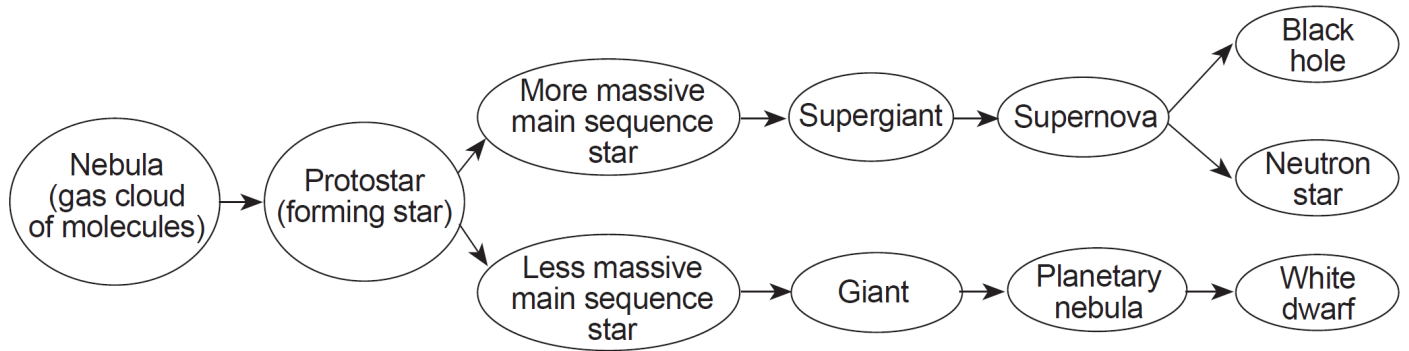 Nebula
(gas cloud
of molecules)
Protostar
(forming star)
More massive
main sequence
star
Supergiant
Supernova
Black
hole
Neutron
star
Less massive
main sequence
star
Giant
Planetary
nebula
White
dwarf